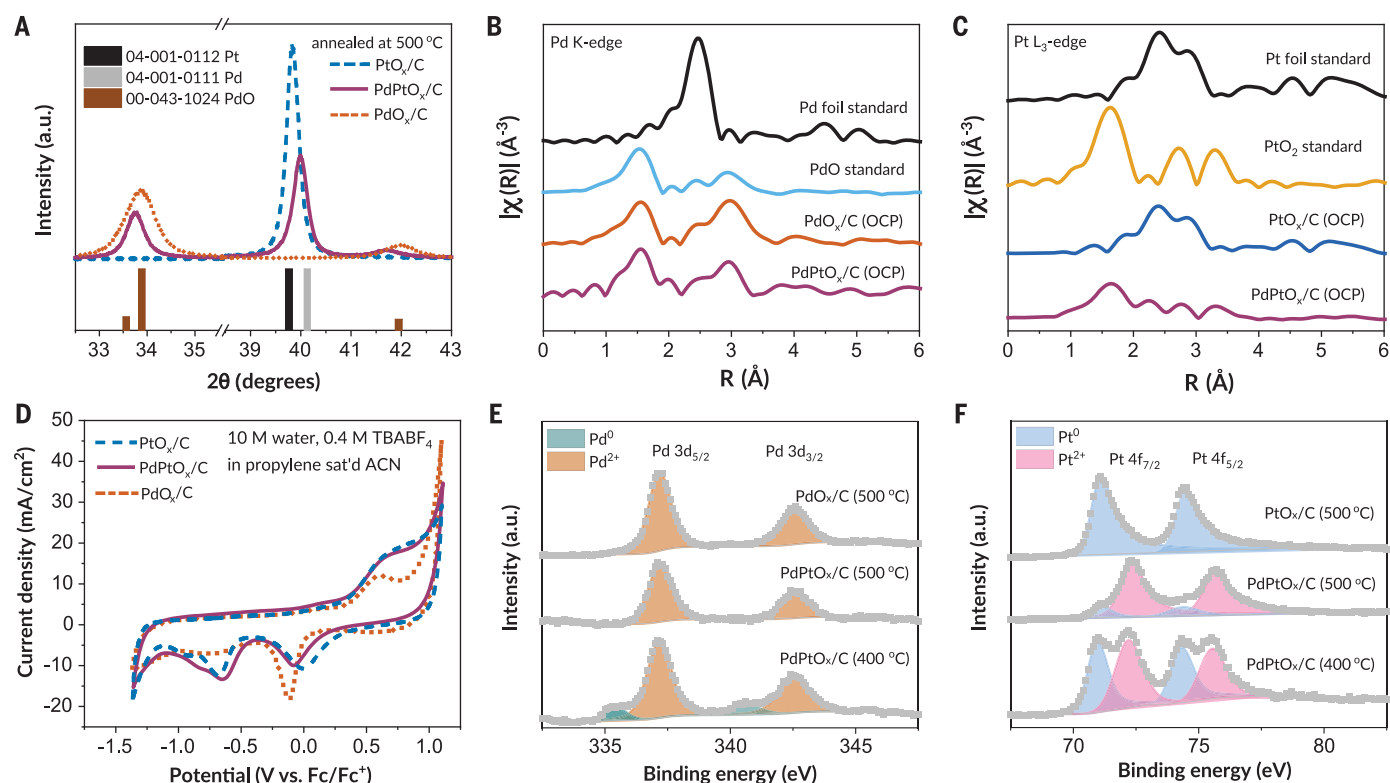 A
04-001-0112 Pt
04-001-0111 Pd
00-043-1024 PdO
annealed at 500 °C
PtOₓ/C
PdPtOₓ/C
PdOₓ/C
Intensity (a.u.)
33 34 40 41 42 43
2θ (degrees)
B
Pd K-edge
Pd foil standard
PdO standard
PdOₓ/C (OCP)
PdPtOₓ/C (OCP)
|χ(R)| (Å⁻³)
0 1 2 3 4 5 6
R (Å)
C
Pt L₃-edge
Pt foil standard
PtO₂ standard
PtOₓ/C (OCP)
PdPtOₓ/C (OCP)
|χ(R)| (Å⁻³)
0 1 2 3 4 5 6
R (Å)
D
50
40
30
20
10
0
-10
-20
PtOₓ/C
PdPtOₓ/C
PdOₓ/C
10 M water, 0.4 M TBABF₄
in propylene sat'd ACN
Current density (mA/cm²)
-1.5 -1.0 -0.5 0.0 0.5 1.0
Potential (V vs. Fc/Fc⁺)
E
Pd⁰
Pd²⁺
Pd 3d₅/₂ Pd 3d₃/₂
PdOₓ/C (500 °C)
PdPtOₓ/C (500 °C)
PdPtOₓ/C (400 °C)
Intensity (a.u.)
335 340 345
Binding energy (eV)
F
Pt⁰
Pt²⁺
Pt 4f₇/₂ Pt 4f₅/₂
PtOₓ/C (500 °C)
PdPtOₓ/C (500 °C)
PdPtOₓ/C (400 °C)
Intensity (a.u.)
70 75 80
Binding energy (eV)